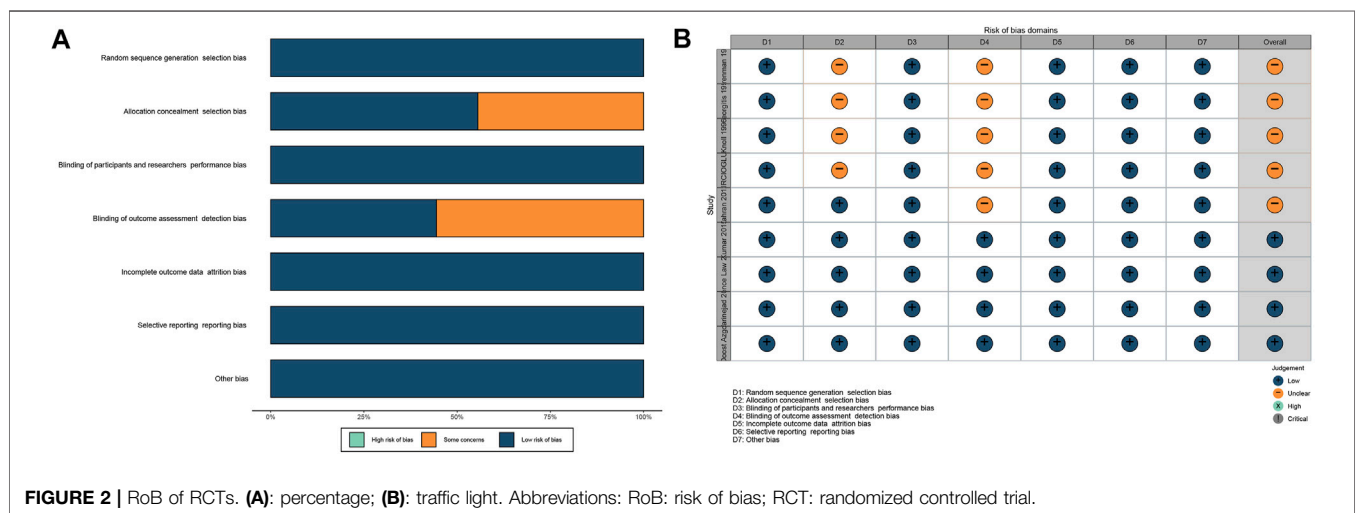 A
Random sequence generation selection bias
Allocation concealment selection bias
Blinding of participants and researchers performance bias
Blinding of outcome assessment detection bias
Incomplete outcome data attrition bias
Selective reporting reporting bias
Other bias
0% 25% 50% 75% 100%
High risk of bias Some concerns Low risk of bias
B
Risk of bias domains
D1 D2 D3 D4 D5 D6 D7 Overall
Study
D1: Random sequence generation selection bias
D2: Allocation concealment selection bias
D3: Blinding of participants and researchers performance bias
D4: Blinding of outcome assessment detection bias
D5: Incomplete outcome data attrition bias
D6: Selective reporting reporting bias
D7: Other bias
Judgement
+ Low
− Unclear
X High
! Critical
FIGURE 2 | RoB of RCTs. (A): percentage; (B): traffic light. Abbreviations: RoB: risk of bias; RCT: randomized controlled trial.